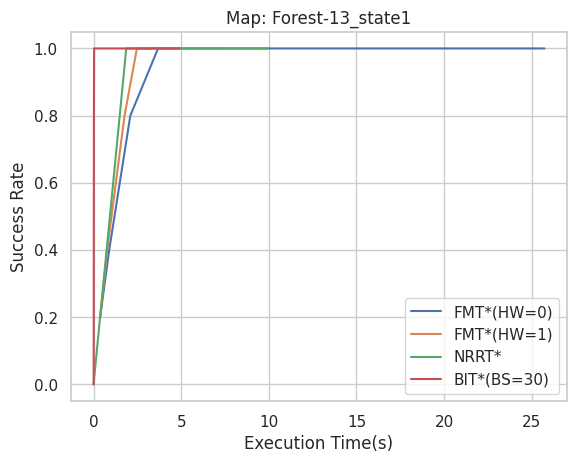 Map: Forest-13_state1
Success Rate
1.0
0.8
0.6
0.4
0.2
0.0
0 5 10 15 20 25
Execution Time(s)
FMT*(HW=0)
FMT*(HW=1)
NRRT*
BIT*(BS=30)